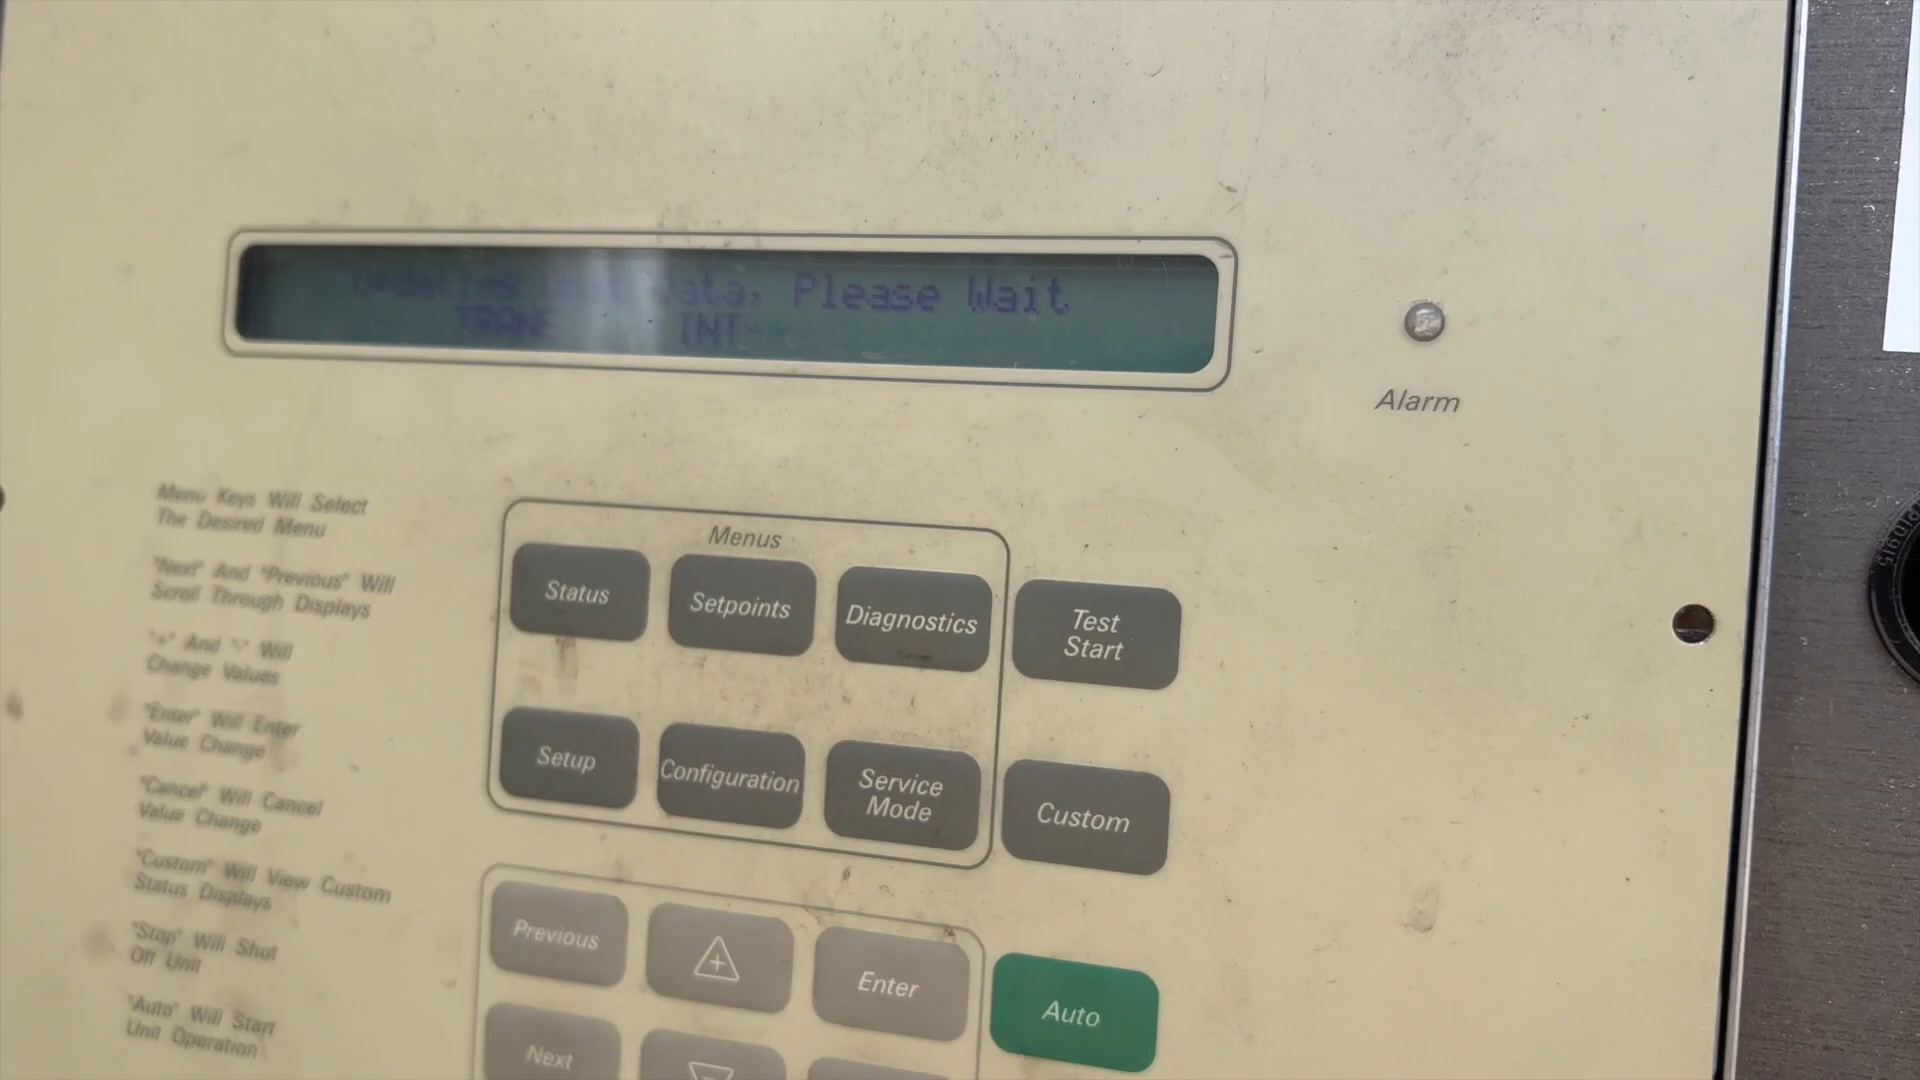 Updating Unit Data, Please Wait
TRANE INT-
Alarm
Menu Keys Will Select
The Desired Menu
"Next" And "Previous" Will
Scroll Through Displays
"+" And "-" Will
Change Values
"Enter" Will Enter
Value Change
"Cancel" Will Cancel
Value Change
"Custom" Will View Custom
Status Displays
"Stop" Will Shut
Off Unit
"Auto" Will Start
Unit Operation
Menus
Status
Setpoints
Diagnostics
Test
Start
Setup
Configuration
Service
Mode
Custom
Previous
+
Enter
Auto
Next